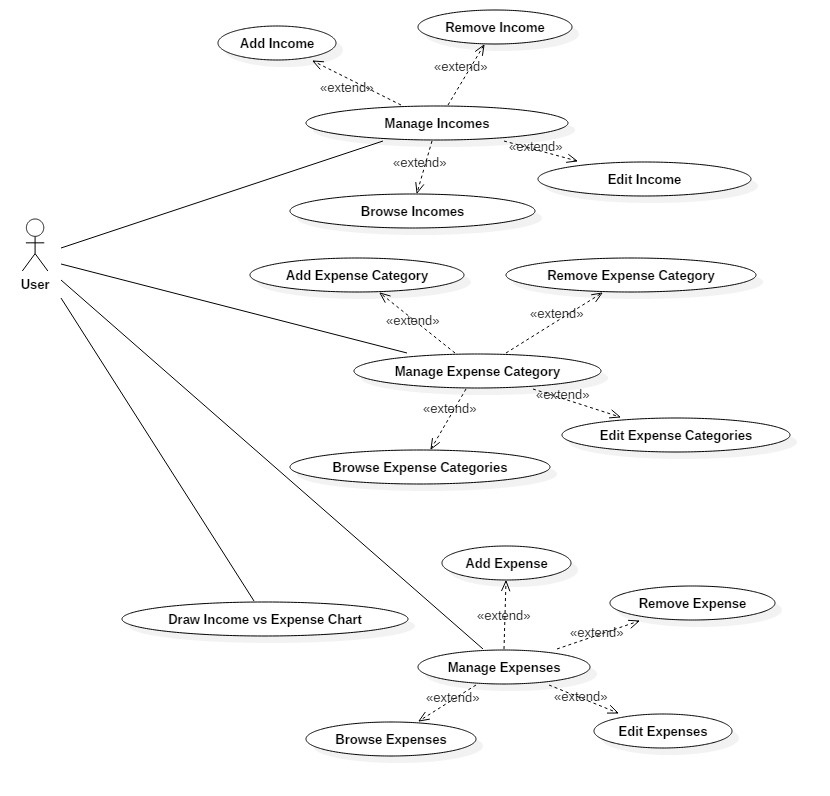 Remove Income
Add Income
«extend»
«extend»
Manage Incomes
«extend»
«extend»
Edit Income
Browse Incomes
Add Expense Category
Remove Expense Category
User
«extend»
«extend»
Manage Expense Category
«extend»
«extend»
Edit Expense Categories
Browse Expense Categories
Add Expense
Remove Expense
Draw Income vs Expense Chart
«extend»
«extend»
Manage Expenses
«extend»
«extend»
Edit Expenses
Browse Expenses